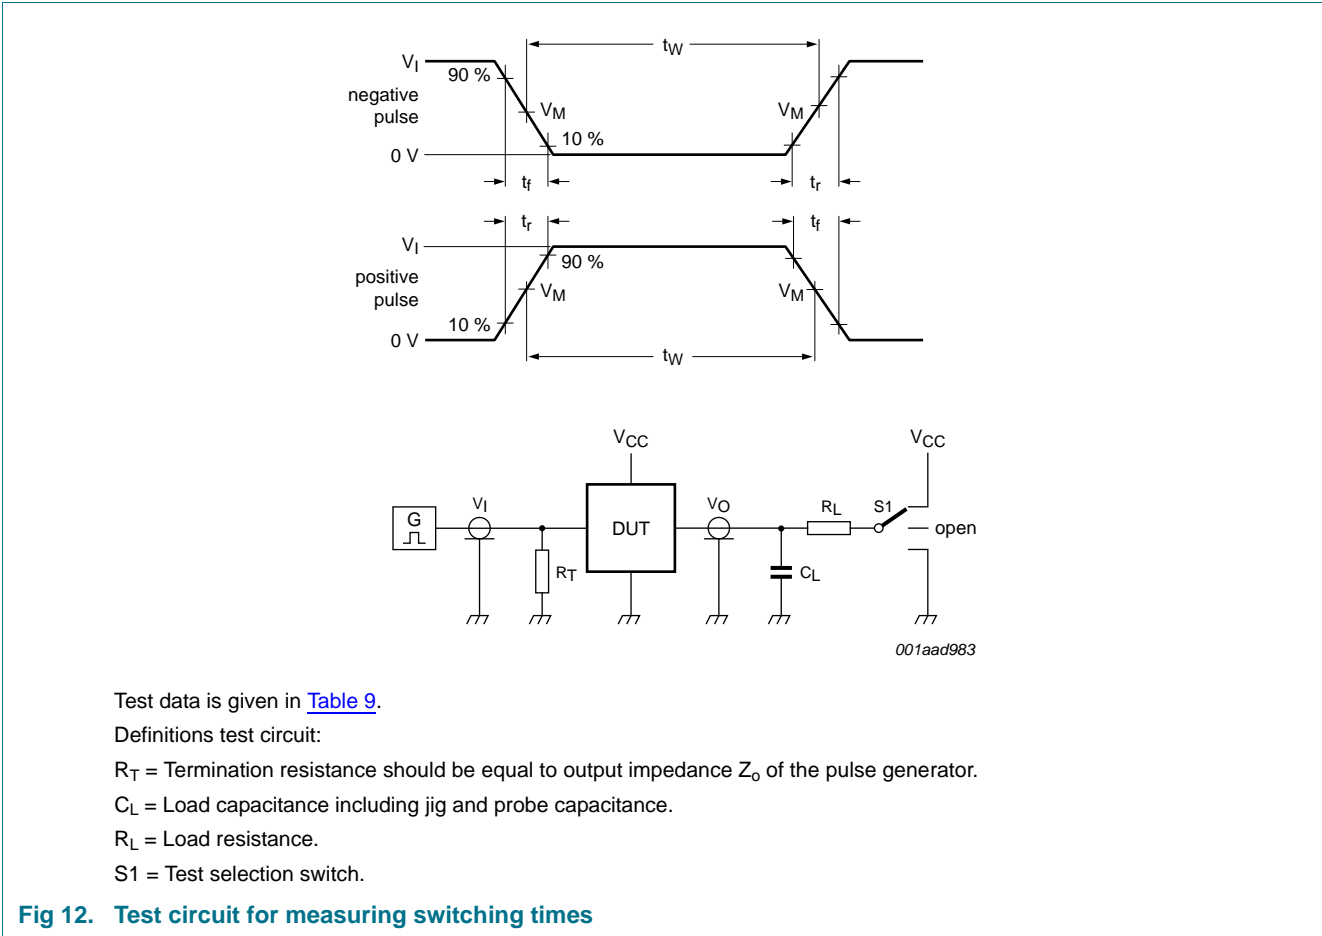 tW
VI
90 %
negative
pulse
VM
VM
10 %
0 V
tf
tr
tr
tf
VI
90 %
positive
pulse
VM
VM
10 %
0 V
tW
VCC
VCC
VI
VO
RL
S1
G
DUT
open
RT
CL
001aad983
Test data is given in Table 9.
Definitions test circuit:
RT = Termination resistance should be equal to output impedance Zo of the pulse generator.
CL = Load capacitance including jig and probe capacitance.
RL = Load resistance.
S1 = Test selection switch.
Fig 12. Test circuit for measuring switching times